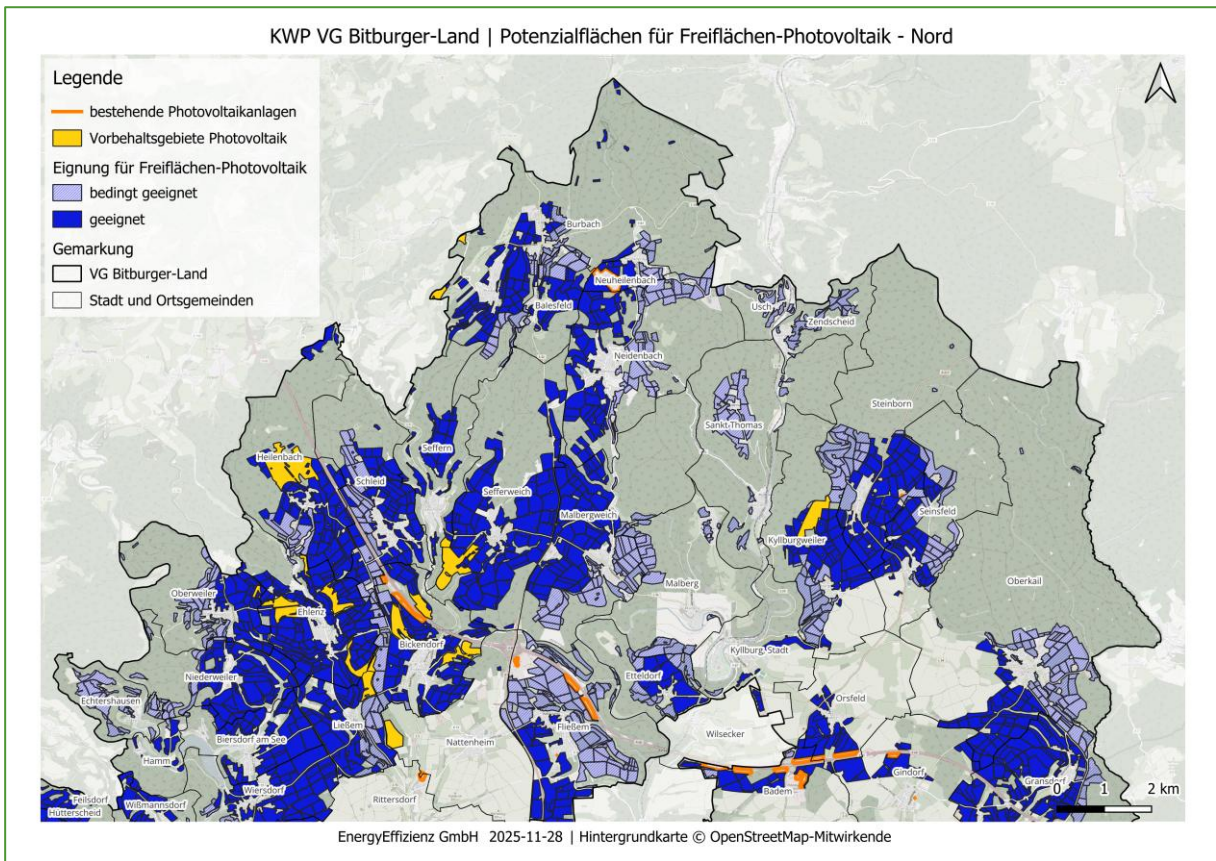 KWP VG Bitburger-Land | Potenzialflächen für Freiflächen-Photovoltaik - Nord
Legende
bestehende Photovoltaikanlagen
Vorbehaltsgebiete Photovoltaik
Eignung für Freiflächen-Photovoltaik
bedingt geeignet
geeignet
Gemarkung
VG Bitburger-Land
Stadt und Ortsgemeinden
Burbach
Neuheilenbach
Balesfeld
Usch
Zendscheid
Neidenbach
Steinborn
Sankt Thomas
Seffern
Heilenbach
Schleid
Sefferweich
Malbergweich
Seinsfeld
Kyllburgweiler
Oberkail
Malberg
Oberweiler
Ehlenz
Bickendorf
Kyllburg, Stadt
Etteldorf
Niederweiler
Echtershausen
Orsfeld
Ließem
Fließem
Wilsecker
Biersdorf am See
Nattenheim
Hamm
Gindorf
Gransdorf
Wiersdorf
Badem
Feilsdorf
Wißmannsdorf
Rittersdorf
Hütterscheid
0 1 2 km
EnergyEffizienz GmbH 2025-11-28 | Hintergrundkarte © OpenStreetMap-Mitwirkende